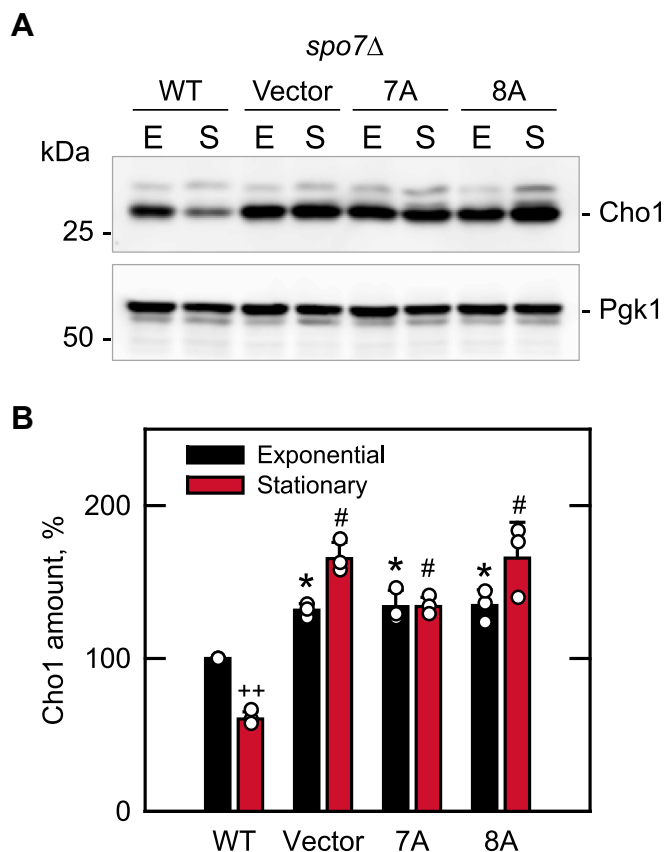 A
spo7Δ
WT Vector 7A 8A
E S E S E S E S
kDa
25 - - Cho1
50 - - Pgk1
B
Exponential
Stationary
Cho1 amount, %
200
100
0
* # * # * #
++
WT Vector 7A 8A